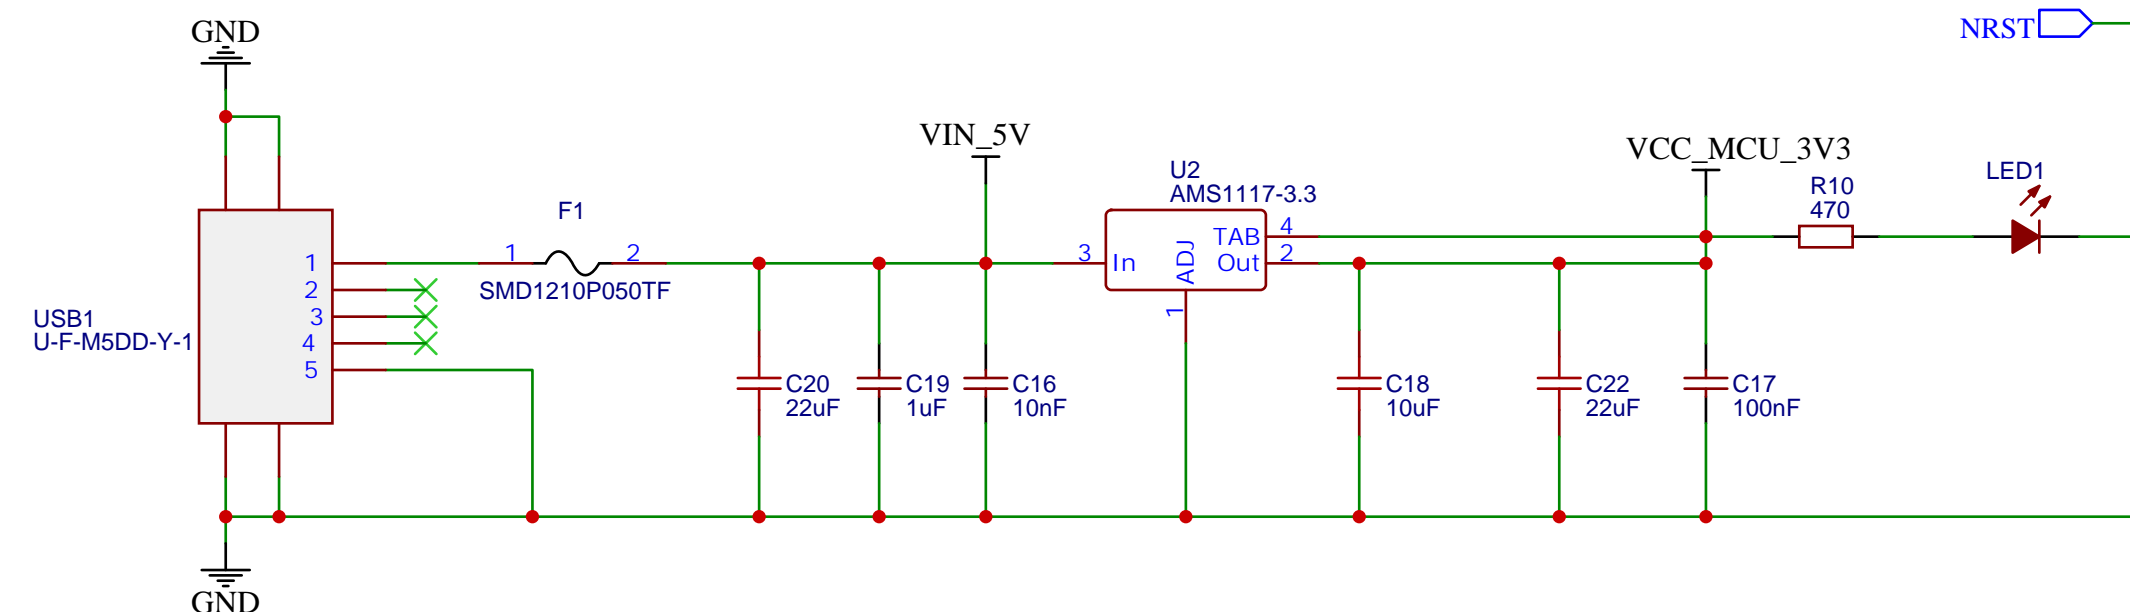 GND
NRST
VIN_5V
VCC_MCU_3V3
U2
AMS1117-3.3
LED1
R10
470
F1
1
2
SMD1210P050TF
3
In
ADJ
TAB
Out
4
2
1
USB1
U-F-M5DD-Y-1
1
2
3
4
5
C20
22uF
C19
1uF
C16
10nF
C18
10uF
C22
22uF
C17
100nF
GND